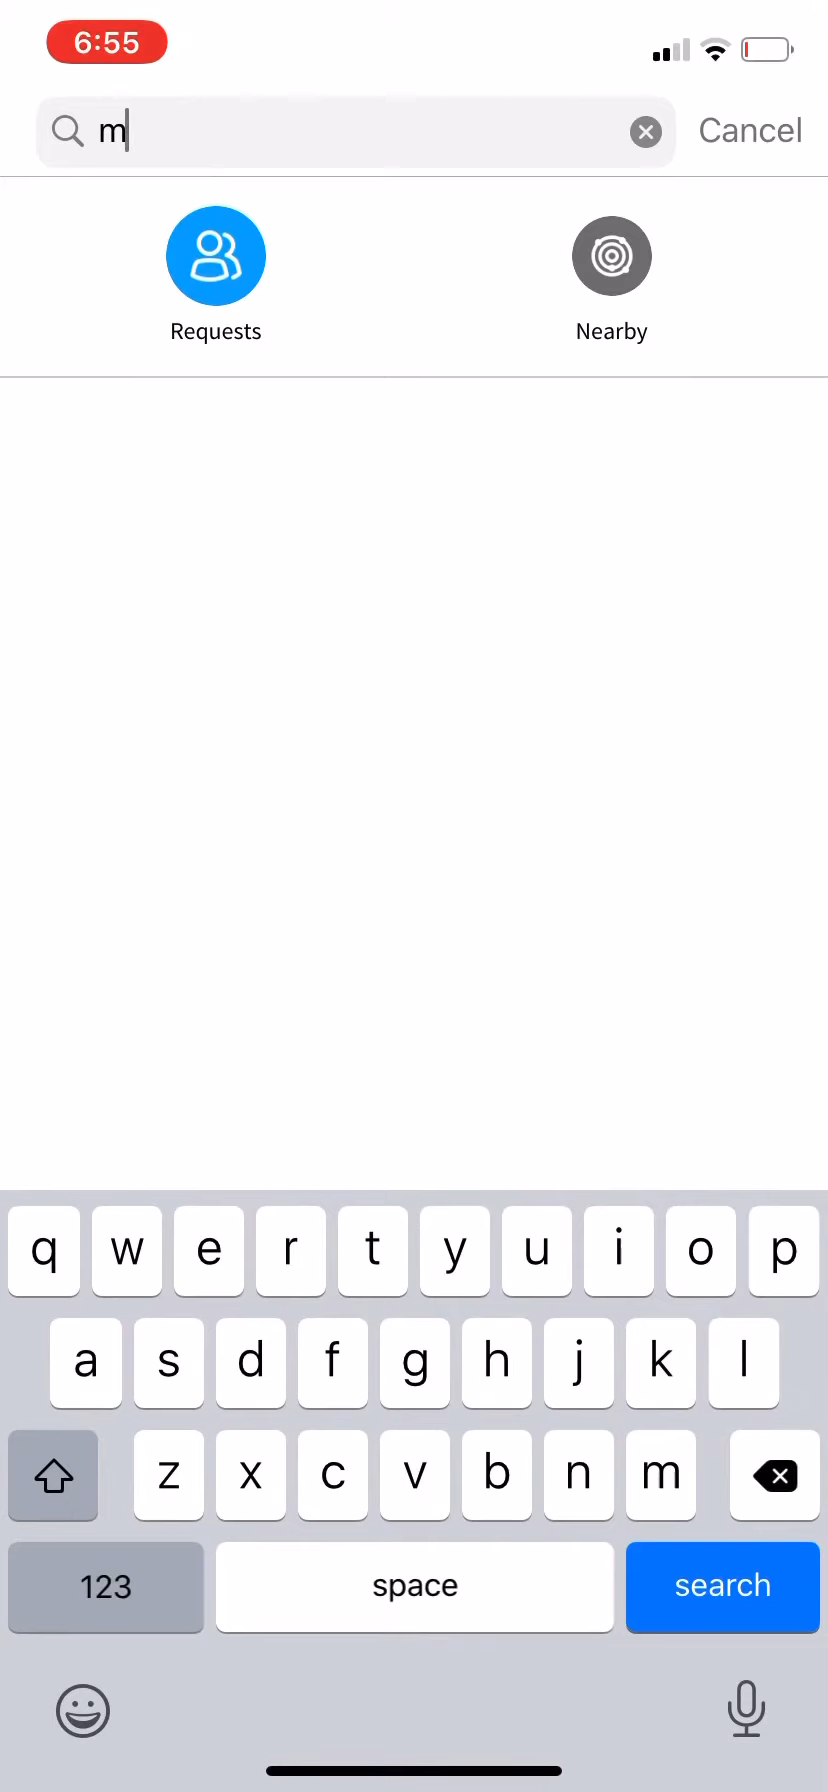 6:55
m
Cancel
Requests
Nearby
q w e r t y u i o p
a s d f g h j k l
z x c v b n m
123 space search